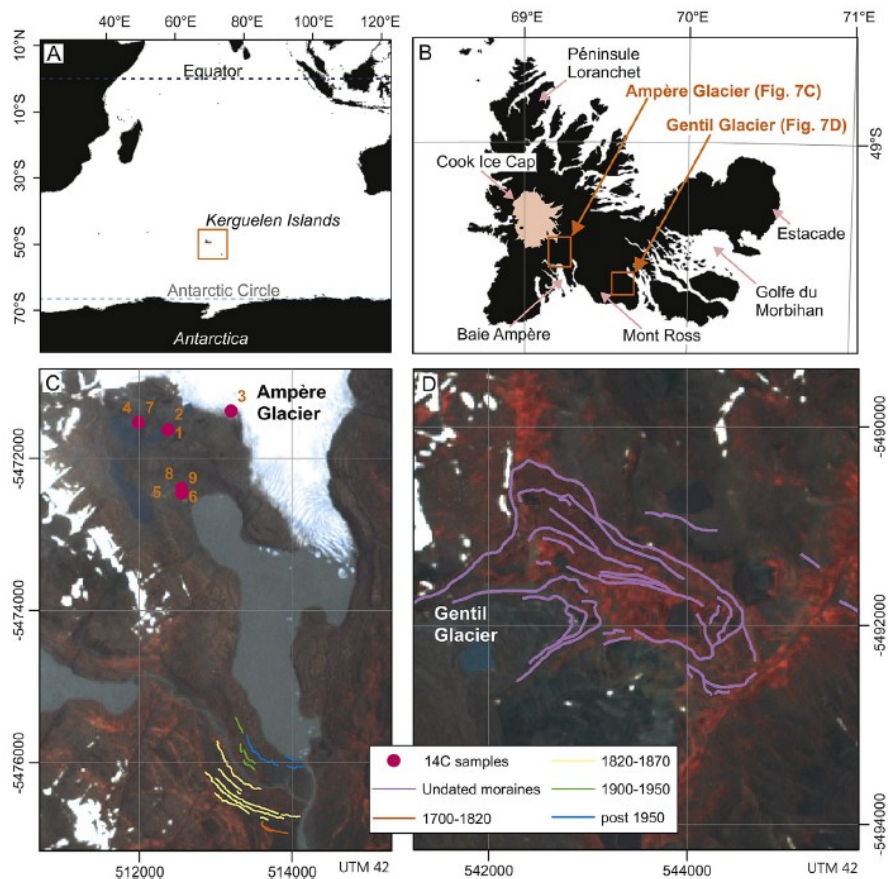 40°E 60°E 80°E 100°E 120°E
A
10°N
Equator
10°S
30°S
Kerguelen Islands
50°S
Antarctic Circle
70°S
Antarctica
69°E 70°E 71°E
B
Péninsule
Loranchet
Ampère Glacier (Fig. 7C)
Gentil Glacier (Fig. 7D)
49°S
Cook Ice Cap
Estacade
Golfe du
Morbihan
Baie Ampère
Mont Ross
C
Ampère
Glacier
3
4 7 2
1
8 9
5 6
-5472000
-5474000
-5476000
512000 514000
UTM 42
D
Gentil
Glacier
-5490000
-5492000
-5494000
542000 544000
UTM 42
14C samples
Undated moraines
1700-1820
1820-1870
1900-1950
post 1950